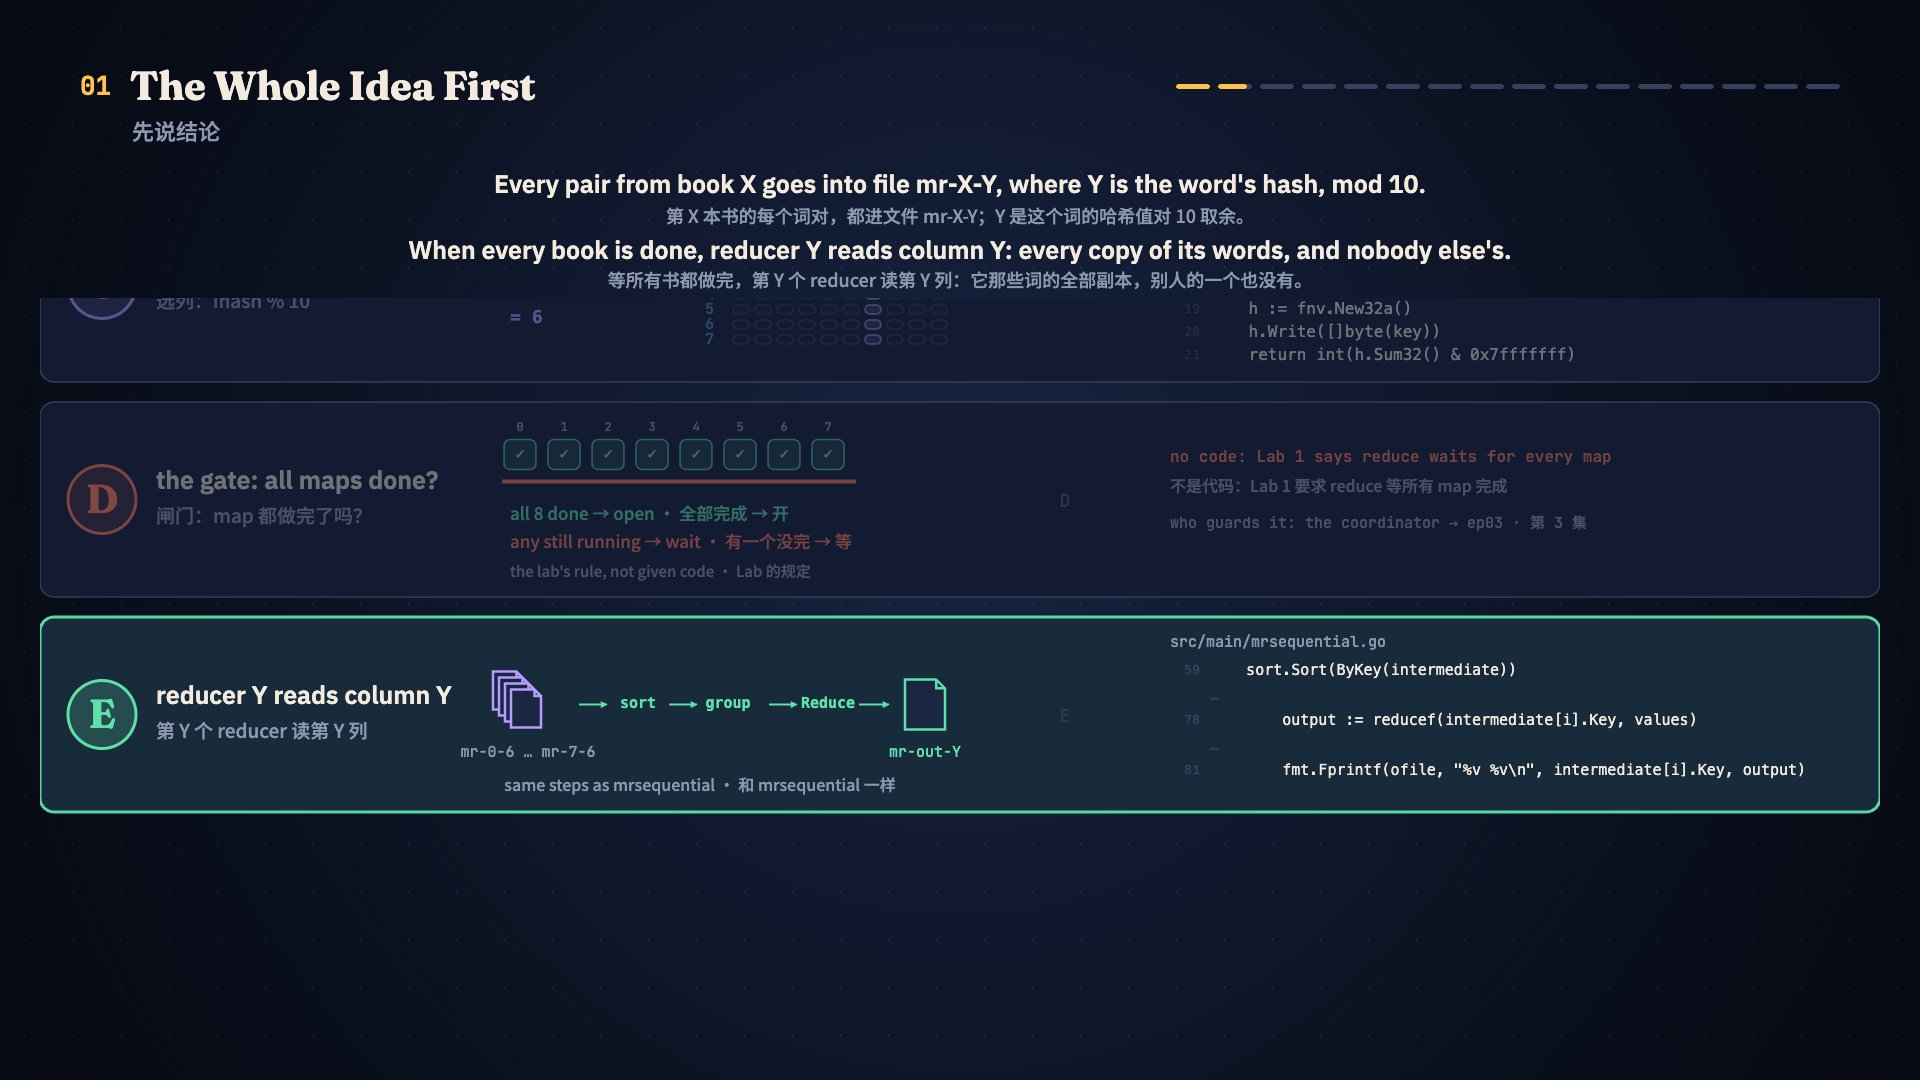 01 The Whole Idea First
先说结论
Every pair from book X goes into file mr-X-Y, where Y is the word's hash, mod 10.
第 X 本书的每个词对，都进文件 mr-X-Y；Y 是这个词的哈希值对 10 取余。
When every book is done, reducer Y reads column Y: every copy of its words, and nobody else's.
等所有书都做完，第 Y 个 reducer 读第 Y 列：它那些词的全部副本，别人的一个也没有。
选列：ihash % 10
= 6
5
6
7
19 h := fnv.New32a()
20 h.Write([]byte(key))
21 return int(h.Sum32() & 0x7fffffff)
D
the gate: all maps done?
闸门：map 都做完了吗？
0 1 2 3 4 5 6 7
✓ ✓ ✓ ✓ ✓ ✓ ✓ ✓
all 8 done → open · 全部完成 → 开
any still running → wait · 有一个没完 → 等
the lab's rule, not given code · Lab 的规定
D
no code: Lab 1 says reduce waits for every map
不是代码：Lab 1 要求 reduce 等所有 map 完成
who guards it: the coordinator → ep03 · 第 3 集
E
reducer Y reads column Y
第 Y 个 reducer 读第 Y 列
→ sort → group → Reduce →
mr-0-6 … mr-7-6
mr-out-Y
same steps as mrsequential · 和 mrsequential 一样
E
src/main/mrsequential.go
59 sort.Sort(ByKey(intermediate))
…
78 output := reducef(intermediate[i].Key, values)
…
81 fmt.Fprintf(ofile, "%v %v\n", intermediate[i].Key, output)